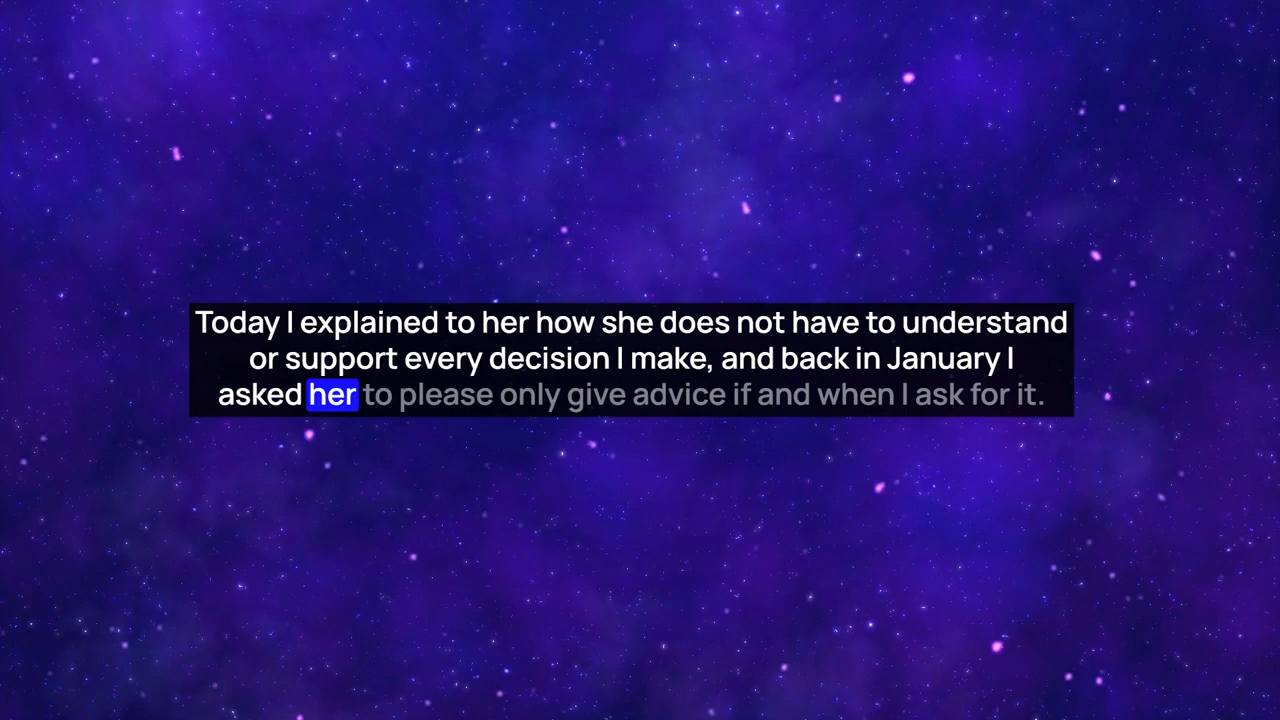 Today I explained to her how she does not have to understand
or support every decision I make, and back in January I
asked her to please only give advice if and when I ask for it.